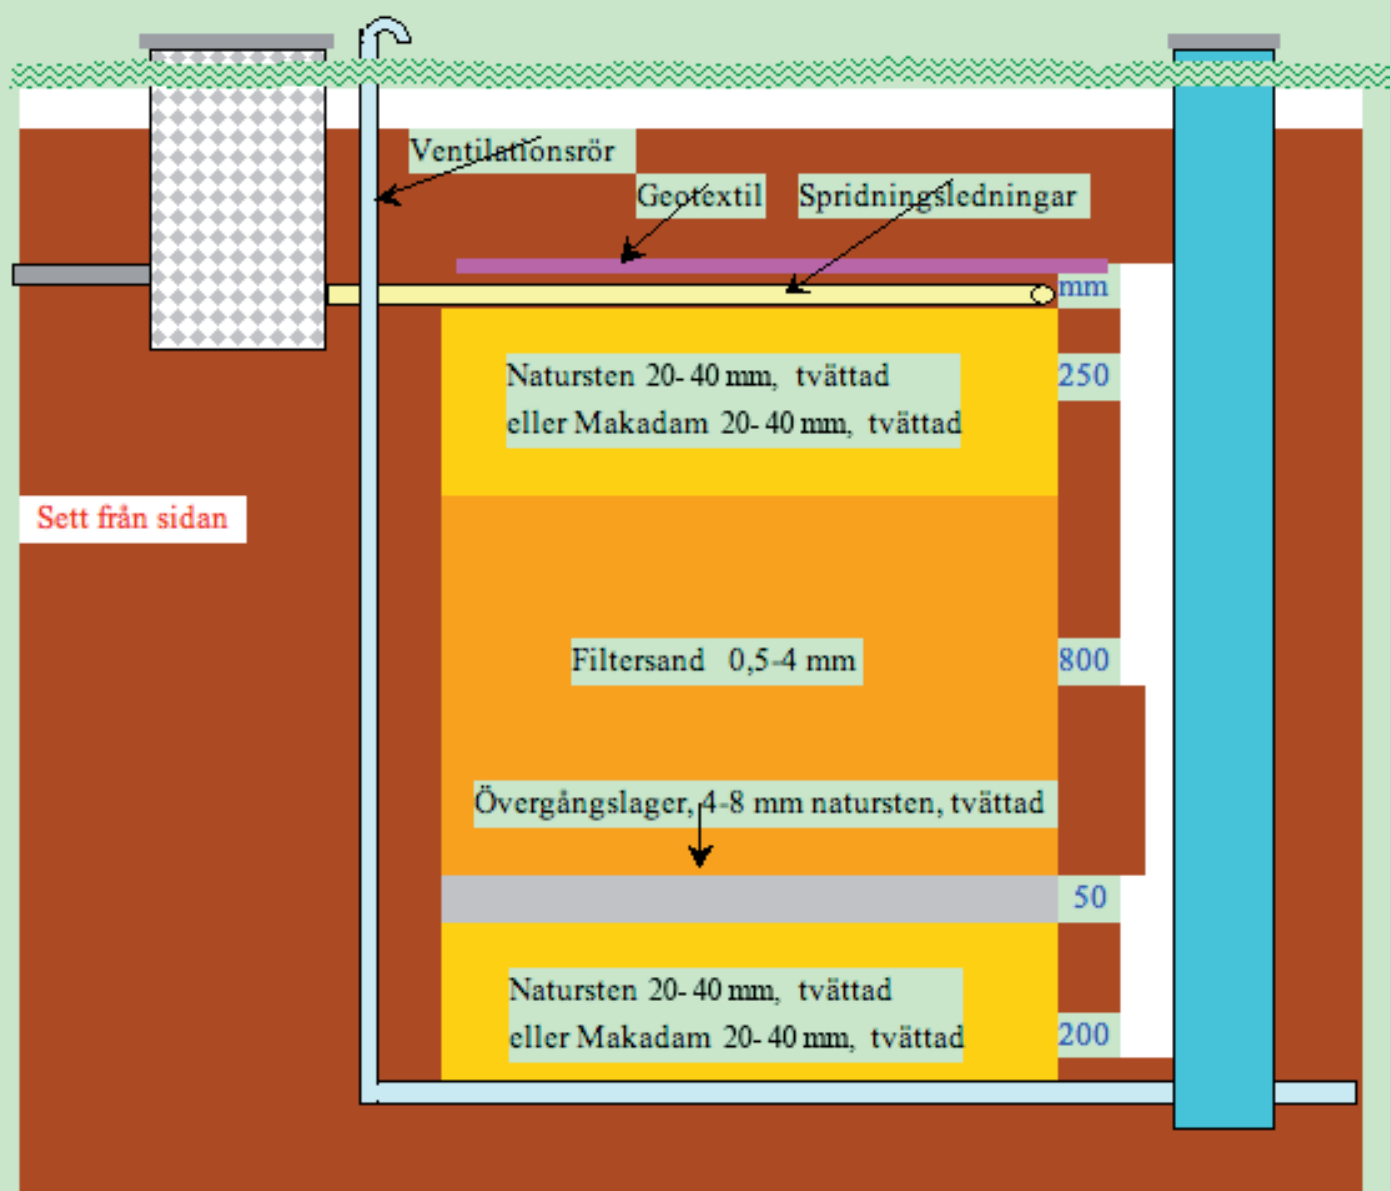 Ventilationsrör
Geotextil
Spridningsledningar
mm
Natursten 20-40 mm, tvättad
250
eller Makadam 20-40 mm, tvättad
Sett från sidan
Filtersand 0,5-4 mm
800
Övergångslager, 4-8 mm natursten, tvättad
50
Natursten 20-40 mm, tvättad
eller Makadam 20-40 mm, tvättad
200